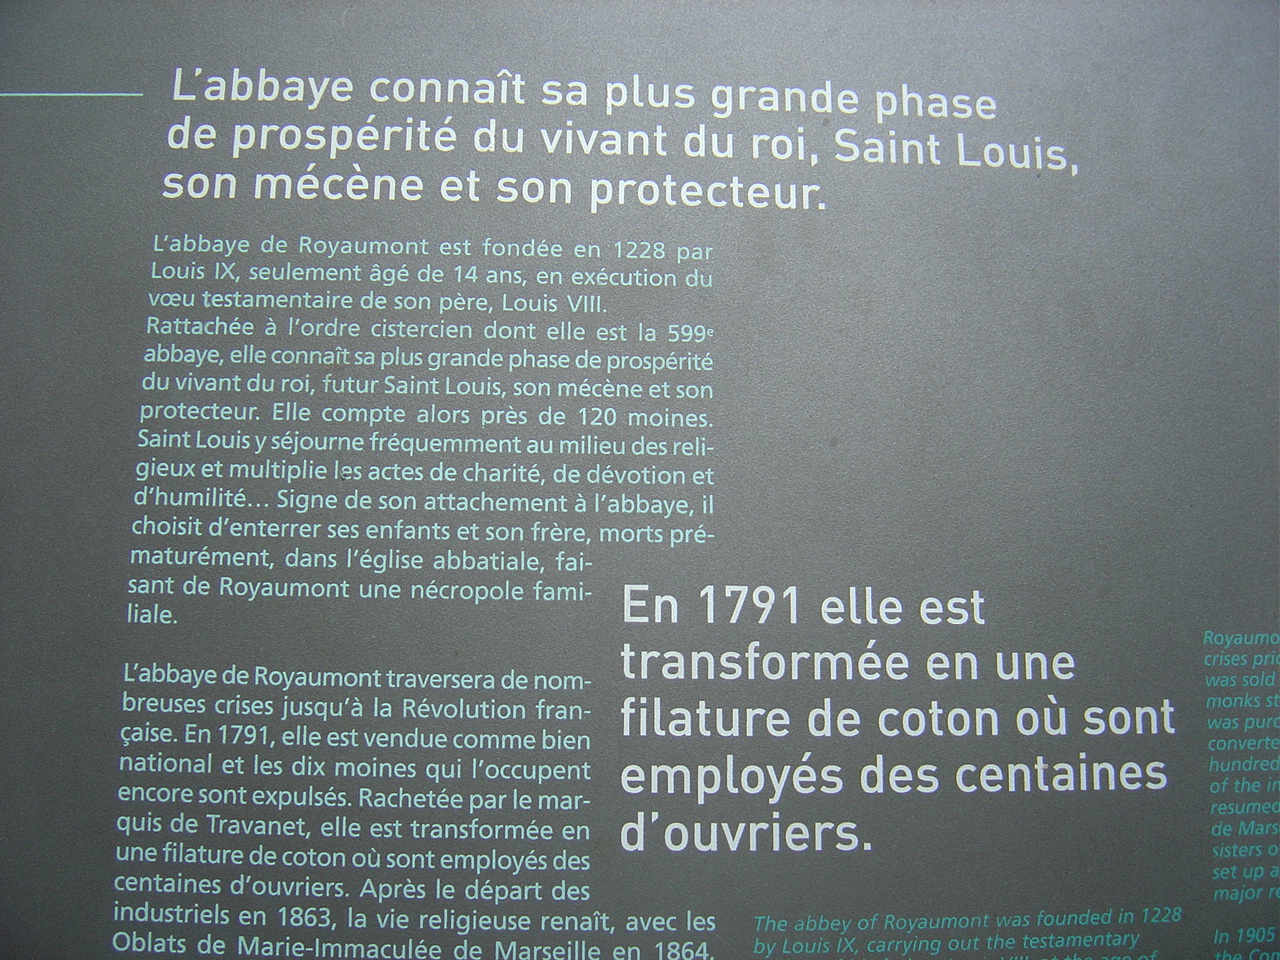 L'abbaye connaît sa plus grande phase
de prospérité du vivant du roi, Saint Louis,
son mécène et son protecteur.
L'abbaye de Royaumont est fondée en 1228 par
Louis IX, seulement âgé de 14 ans, en exécution du
vœu testamentaire de son père, Louis VIII.
Rattachée à l'ordre cistercien dont elle est la 599e
abbaye, elle connaît sa plus grande phase de prospérité
du vivant du roi, futur Saint Louis, son mécène et son
protecteur. Elle compte alors près de 120 moines.
Saint Louis y séjourne fréquemment au milieu des reli-
gieux et multiplie les actes de charité, de dévotion et
d'humilité... Signe de son attachement à l'abbaye, il
choisit d'enterrer ses enfants et son frère, morts pré-
maturément, dans l'église abbatiale, fai-
sant de Royaumont une nécropole fami-
liale.
L'abbaye de Royaumont traversera de nom-
breuses crises jusqu'à la Révolution fran-
çaise. En 1791, elle est vendue comme bien
national et les dix moines qui l'occupent
encore sont expulsés. Rachetée par le mar-
quis de Travanet, elle est transformée en
une filature de coton où sont employés des
centaines d'ouvriers. Après le départ des
industriels en 1863, la vie religieuse renaît, avec les
Oblats de Marie-Immaculée de Marseille en 1864,
En 1791 elle est
transformée en une
filature de coton où sont
employés des centaines
d'ouvriers.
The abbey of Royaumont was founded in 1228
by Louis IX, carrying out the testamentary
Royaumo
crises prio
was sold
monks st
was purc
converte
hundred
of the in
resumed
de Mars
sisters o
set up a
major re
In 1905
the Con